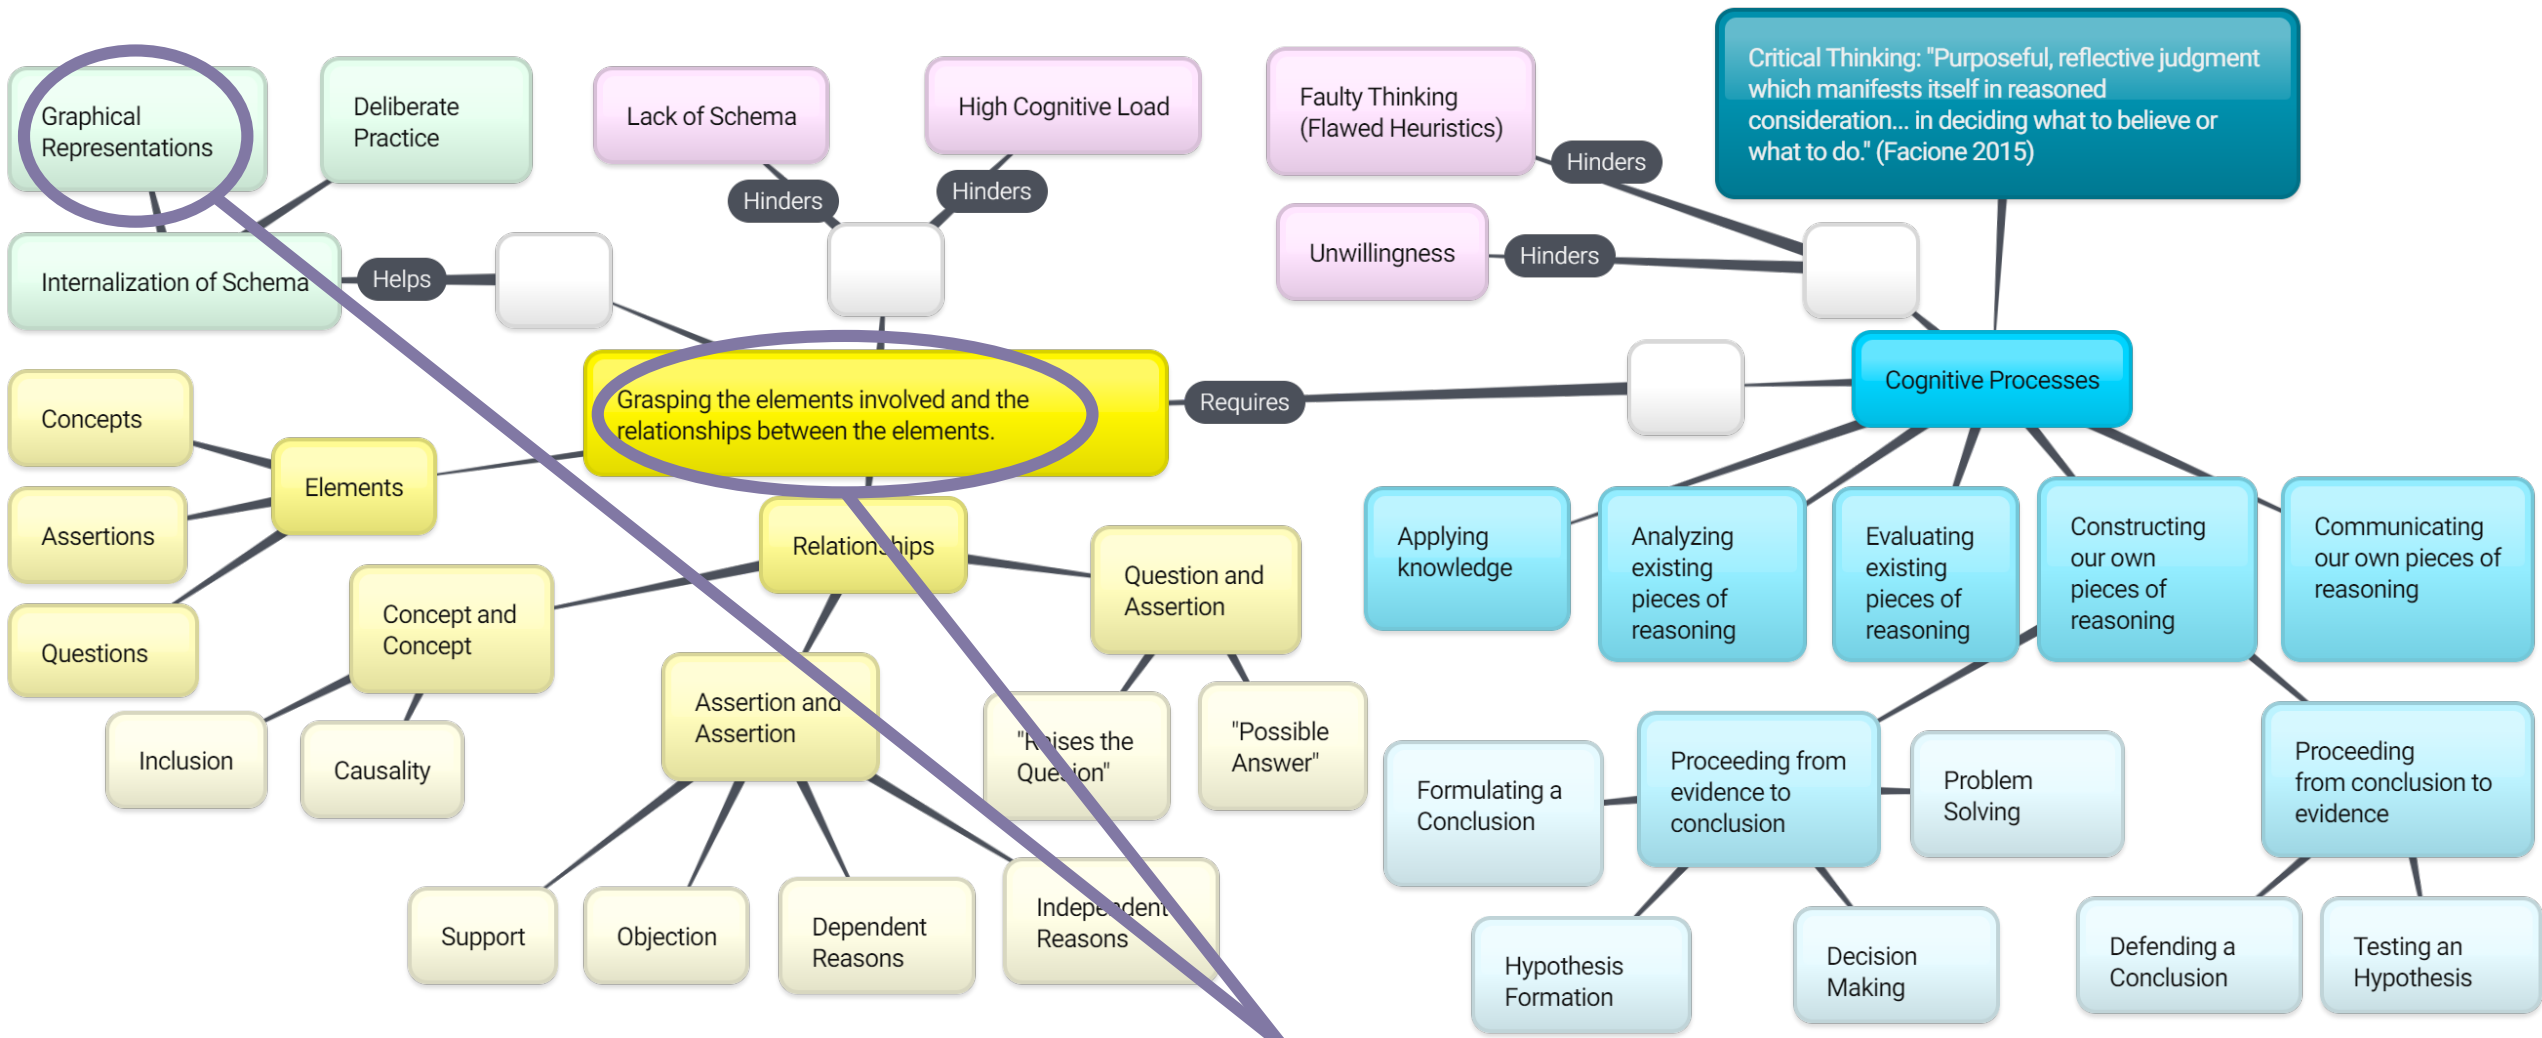 Critical Thinking: "Purposeful, reflective judgment
which manifests itself in reasoned
consideration... in deciding what to believe or
what to do." (Facione 2015)
Graphical
Representations
Deliberate
Practice
Lack of Schema
High Cognitive Load
Faulty Thinking
(Flawed Heuristics)
Hinders
Hinders
Hinders
Unwillingness
Hinders
Internalization of Schema
Helps
Grasping the elements involved and the
relationships between the elements.
Requires
Cognitive Processes
Concepts
Elements
Assertions
Questions
Relationships
Concept and
Concept
Question and
Assertion
Inclusion
Causality
Assertion and
Assertion
"Raises the
Quesion"
"Possible
Answer"
Support
Objection
Dependent
Reasons
Independent
Reasons
Applying
knowledge
Analyzing
existing
pieces of
reasoning
Evaluating
existing
pieces of
reasoning
Constructing
our own
pieces of
reasoning
Communicating
our own pieces of
reasoning
Formulating a
Conclusion
Proceeding from
evidence to
conclusion
Problem
Solving
Proceeding
from conclusion to
evidence
Hypothesis
Formation
Decision
Making
Defending a
Conclusion
Testing an
Hypothesis